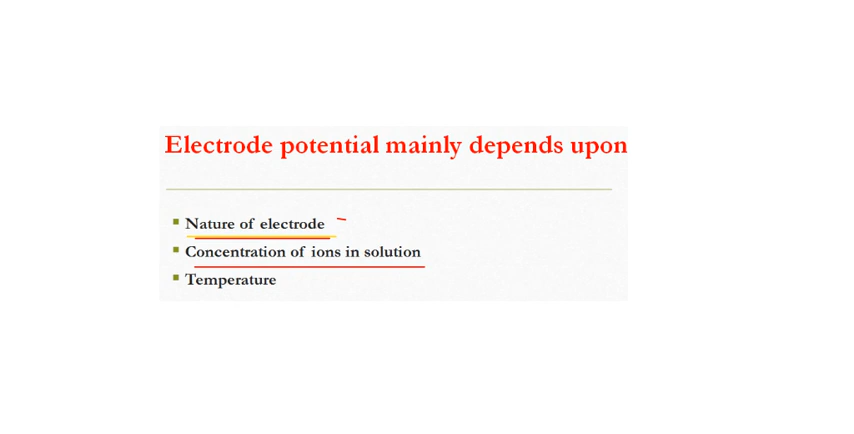 Electrode potential mainly depends upon
Nature of electrode
Concentration of ions in solution
Temperature